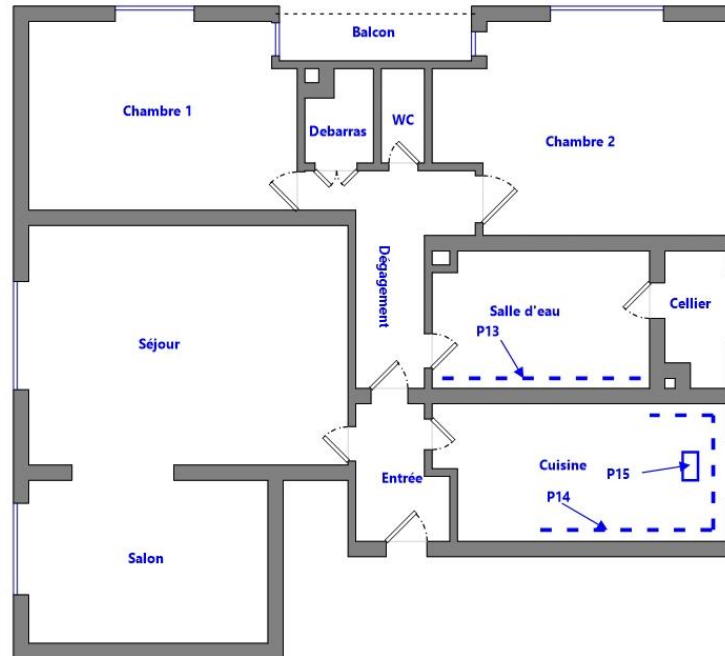 Balcon
Chambre 1
Debarras
WC
Chambre 2
Dégagement
Salle d'eau
P13
Cellier
Séjour
Cuisine
P15
P14
Entrée
Salon